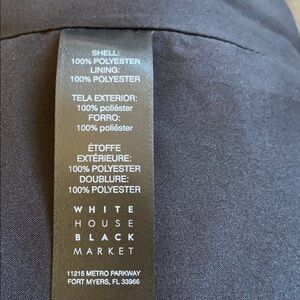 SHELL:
100% POLYESTER
LINING:
100% POLYESTER
TELA EXTERIOR:
100% poliéster
FORRO:
100% poliéster
ÉTOFFE
EXTÉRIEURE:
100% POLYESTER
DOUBLURE:
100% POLYESTER
WHITE
HOUSE
BLACK
MARKET
11215 METRO PARKWAY
FORT MYERS, FL 33966